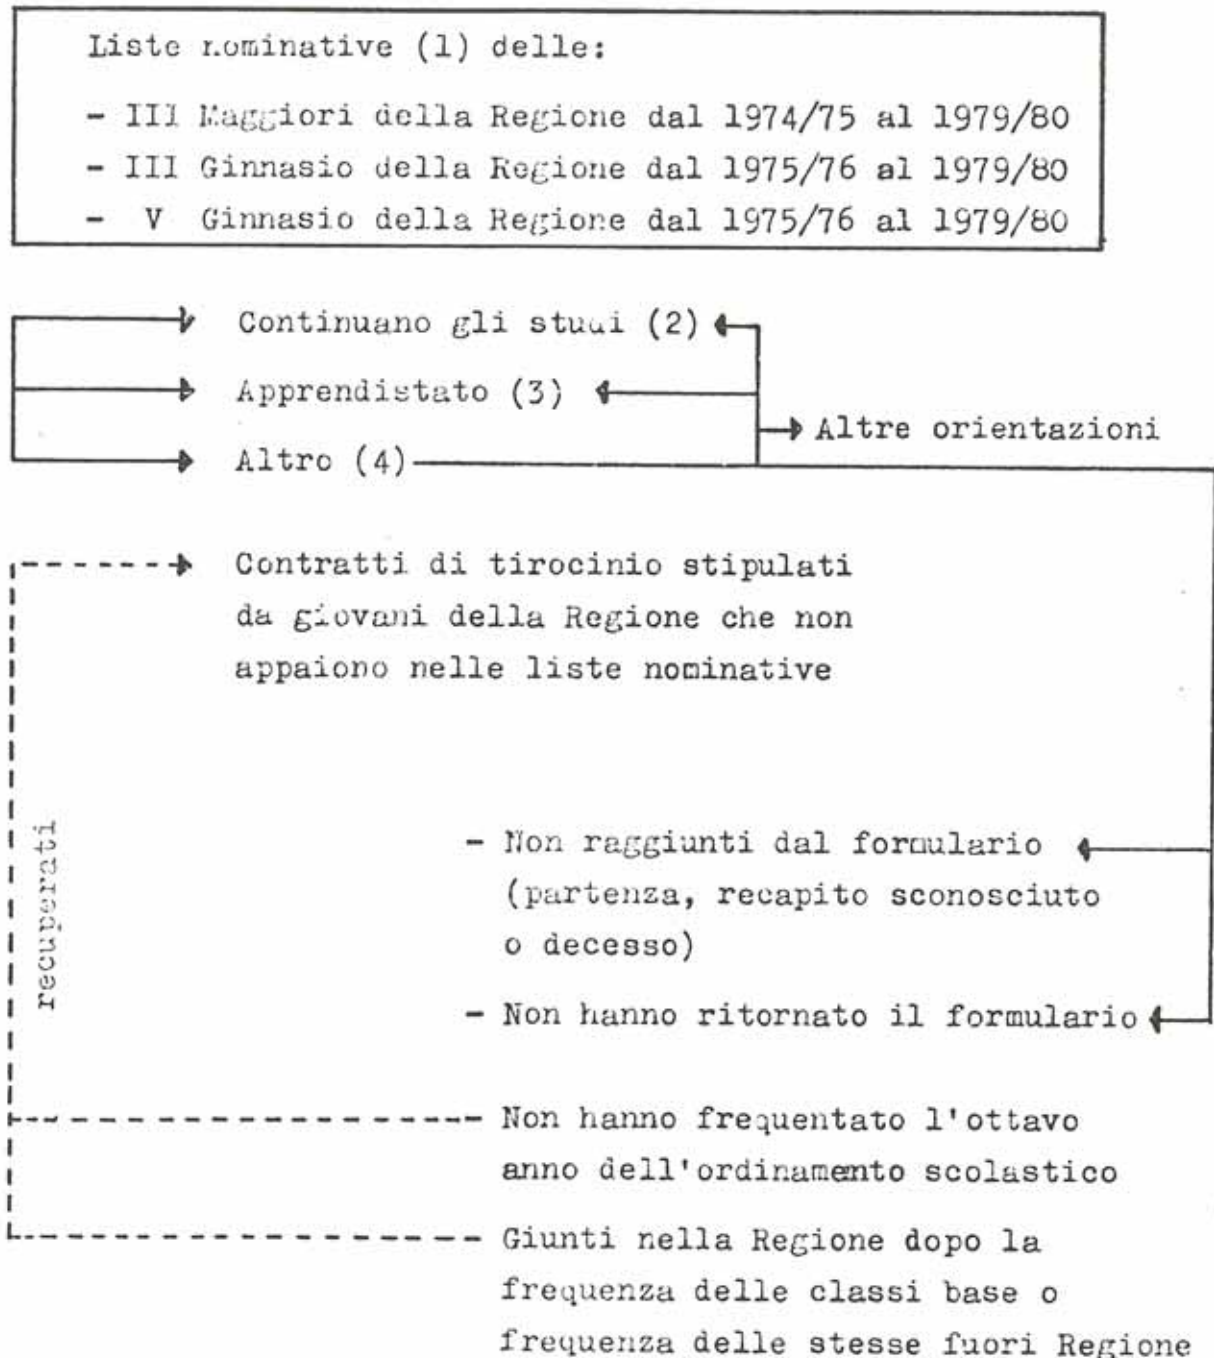 Liste nominative (1) delle:
- III Maggiori della Regione dal 1974/75 al 1979/80
- III Ginnasio della Regione dal 1975/76 al 1979/80
- V Ginnasio della Regione dal 1975/76 al 1979/80
Continuano gli studi (2)
Apprendistato (3)
Altre orientazioni
Altro (4)
Contratti di tirocinio stipulati
da giovani della Regione che non
appaiono nelle liste nominative
recuperati
- Non raggiunti dal formulario
(partenza, recapito sconosciuto
o decesso)
- Non hanno ritornato il formulario
- Non hanno frequentato l'ottavo
anno dell'ordinamento scolastico
- Giunti nella Regione dopo la
frequenza delle classi base o
frequenza delle stesse fuori Regione